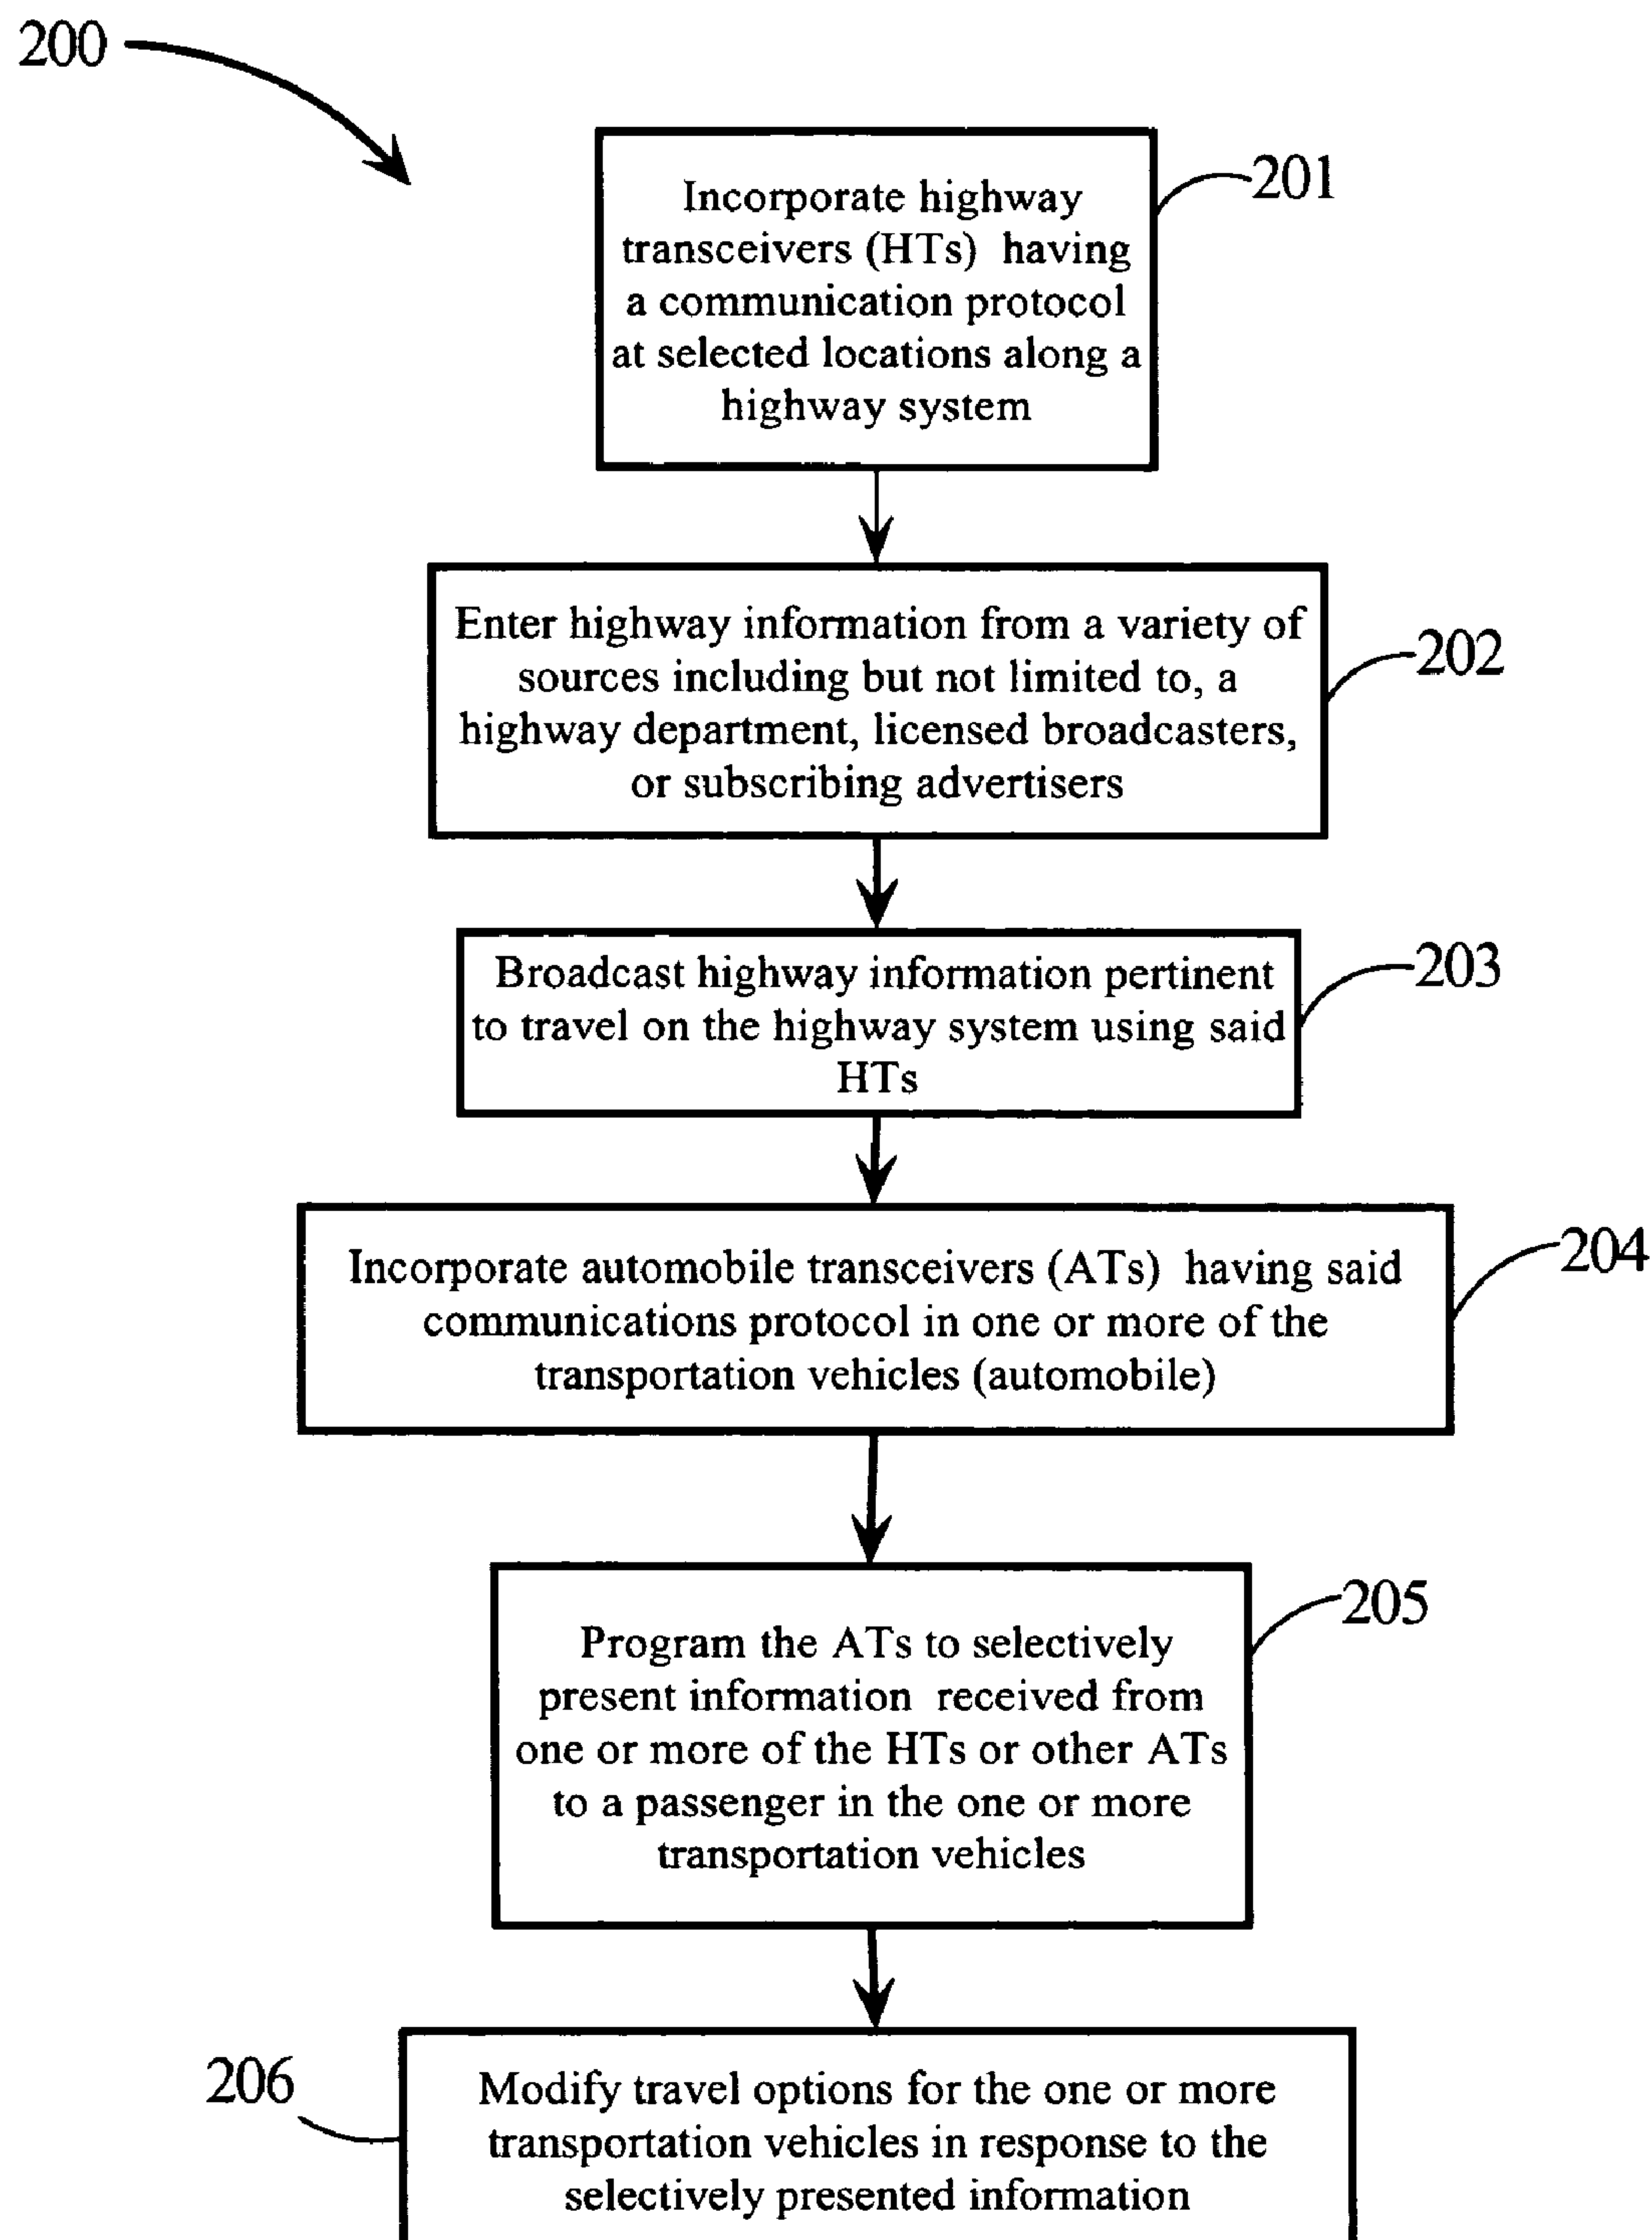 200
201
Incorporate highway
transceivers (HTs) having
a communication protocol
at selected locations along a
highway system
202
Enter highway information from a variety of
sources including but not limited to, a
highway department, licensed broadcasters,
or subscribing advertisers
203
Broadcast highway information pertinent
to travel on the highway system using said
HTs
204
Incorporate automobile transceivers (ATs) having said
communications protocol in one or more of the
transportation vehicles (automobile)
205
Program the ATs to selectively
present information received from
one or more of the HTs or other ATs
to a passenger in the one or more
transportation vehicles
206
Modify travel options for the one or more
transportation vehicles in response to the
selectively presented information